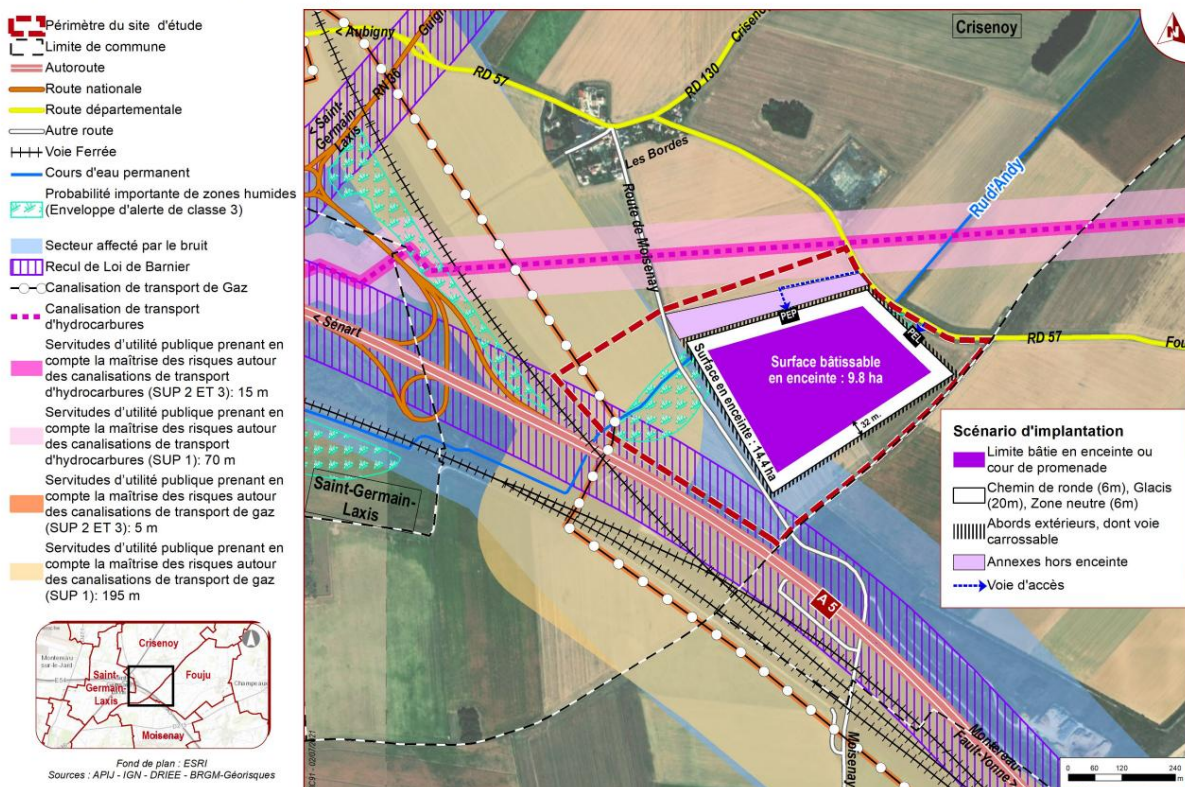 Périmètre du site d'étude
Limite de commune
Autoroute
Route nationale
Route départementale
Autre route
Voie Ferrée
Cours d'eau permanent
Probabilité importante de zones humides
(Enveloppe d'alerte de classe 3)
Secteur affecté par le bruit
Recul de Loi de Barnier
Canalisation de transport de Gaz
Canalisation de transport
d'hydrocarbures
Servitudes d'utilité publique prenant en
compte la maîtrise des risques autour
des canalisations de transport
d'hydrocarbures (SUP 2 ET 3): 15 m
Servitudes d'utilité publique prenant en
compte la maîtrise des risques autour
des canalisations de transport
d'hydrocarbures (SUP 1): 70 m
Servitudes d'utilité publique prenant en
compte la maîtrise des risques autour
des canalisations de transport de gaz
(SUP 2 ET 3): 5 m
Servitudes d'utilité publique prenant en
compte la maîtrise des risques autour
des canalisations de transport de gaz
(SUP 1): 195 m
Crisenoy
Saint-
Germain-
Laxis
Fouju
Moisenay
Fond de plan : ESRI
Sources : APIJ - IGN - DRIEE - BRGM-Géorisques
< Aubigny
Guign
RN 36
RD 57
RD 130
Crisenoy
Crisenoy
N
< Saint-
Germain-
Laxis
Les Bordes
Route de Moisenay
Ru d'Andy
< Sénart
PEP
PEL
RD 57
Fou
Surface bâtissable
en enceinte : 9.8 ha
Surface en enceinte : 14.4 ha
32 m.
Saint-Germain-
Laxis
A 5
Moisenay
Montereau
Fault-Yonne >
Scénario d'implantation
Limite bâtie en enceinte ou
cour de promenade
Chemin de ronde (6m), Glacis
(20m), Zone neutre (6m)
Abords extérieurs, dont voie
carrossable
Annexes hors enceinte
Voie d'accès
0 60 120 240
m